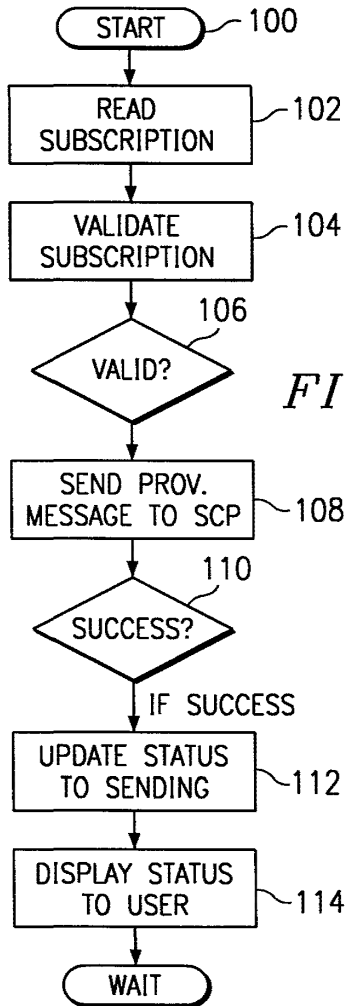 START
100
READ
SUBSCRIPTION
102
VALIDATE
SUBSCRIPTION
104
106
VALID?
FI
SEND PROV.
MESSAGE TO SCP
108
110
SUCCESS?
IF SUCCESS
UPDATE STATUS
TO SENDING
112
DISPLAY STATUS
TO USER
114
WAIT